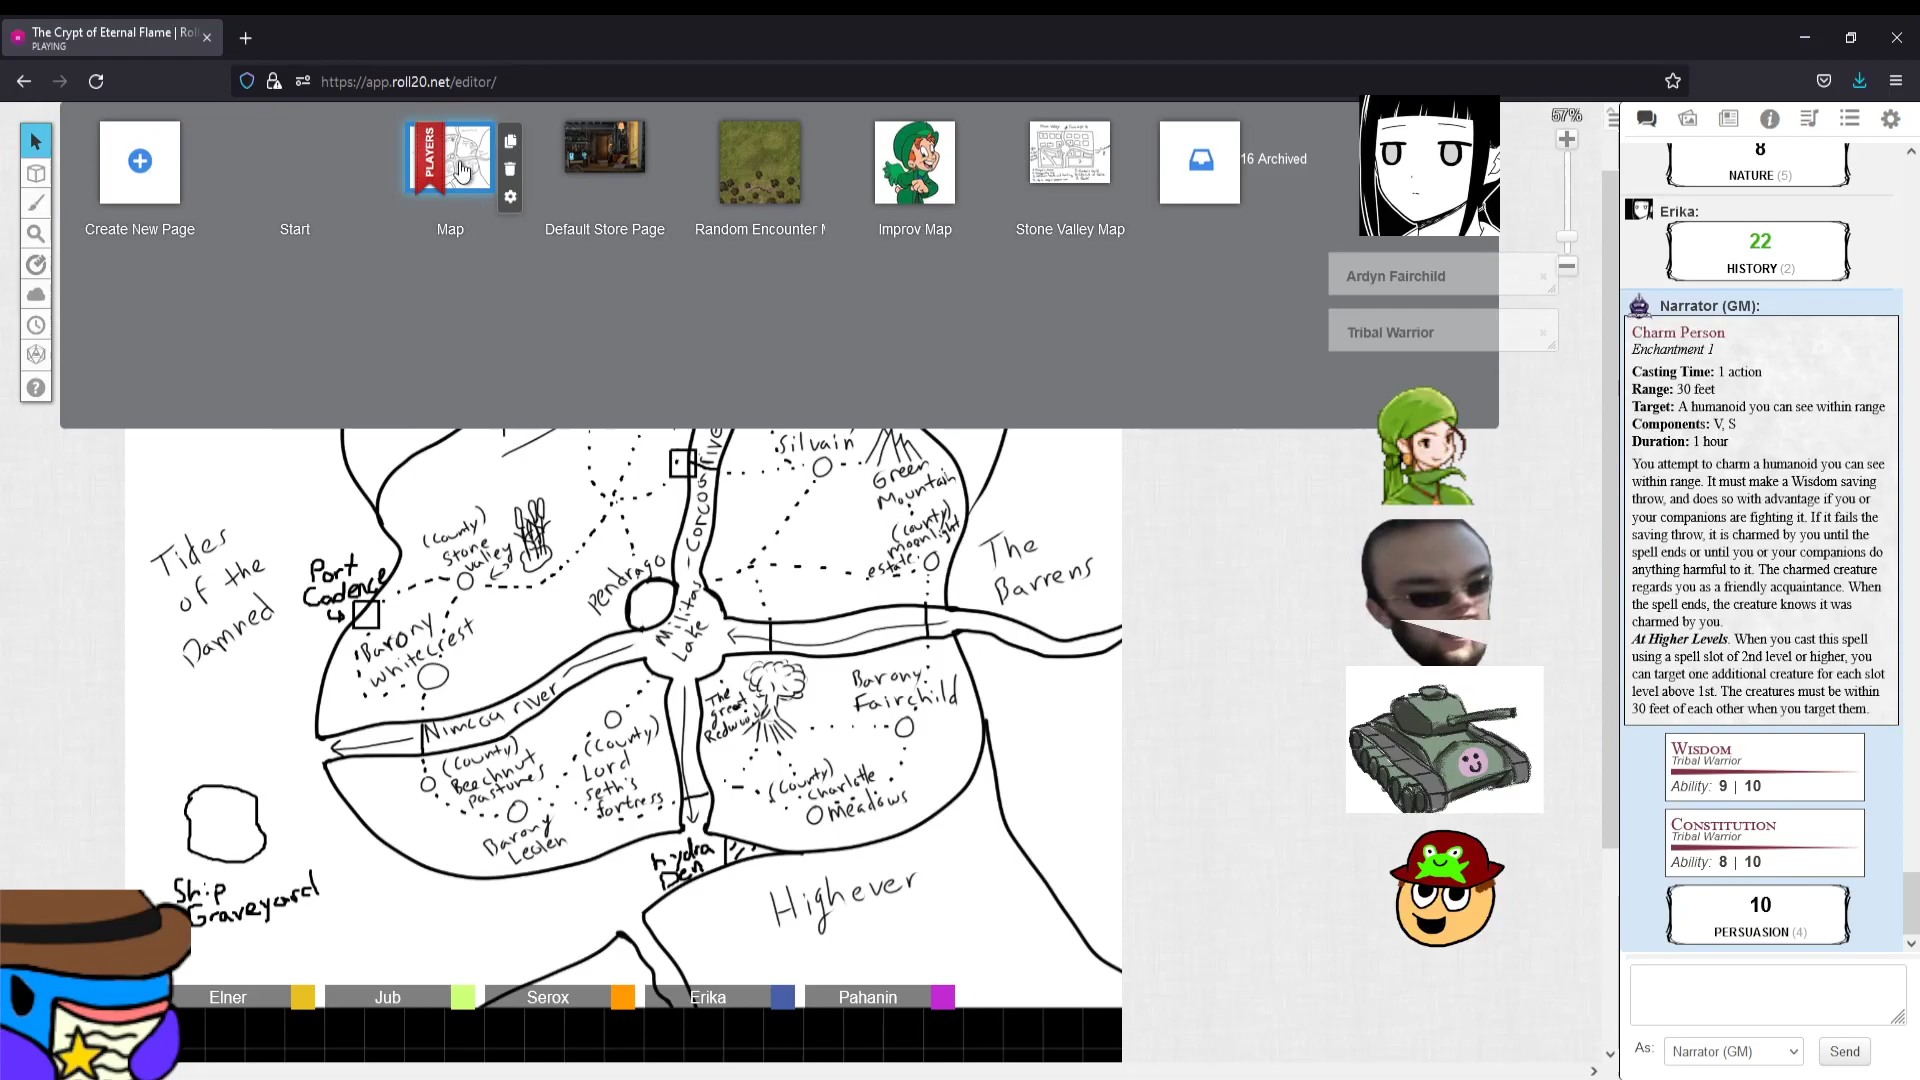 The Crypt of Eternal Flame | Roll
PLAYING
https://app.roll20.net/editor/
PLAYERS
16 Archived
Create New Page
Start
Map
Default Store Page
Random Encounter M
Improv Map
Stone Valley Map
57%
Ardyn Fairchild
Tribal Warrior
Silvain
Green
Mountain
(County)
Stone
Valley
(County)
moonlight
estate
Tides
of the
Damned
Port
Cadence
Pendrago
Militas
Lake
The
Barrens
Barony
Whitecrest
Nimcou river
The
great
Redwood
Barony
Fairchild
(County)
Beechnut
Pastures
(County)
Lord
Seth's
fortress
(County)
Charlotte
Meadows
Barony
Leolen
Hydra
Den
Ship
Graveyard
Highever
Elner
Jub
Serox
Erika
Pahanin
8
NATURE (5)
Erika:
22
HISTORY (2)
Narrator (GM):
Charm Person
Enchantment 1
Casting Time: 1 action
Range: 30 feet
Target: A humanoid you can see within range
Components: V, S
Duration: 1 hour
You attempt to charm a humanoid you can see
within range. It must make a Wisdom saving
throw, and does so with advantage if you or
your companions are fighting it. If it fails the
saving throw, it is charmed by you until the
spell ends or until you or your companions do
anything harmful to it. The charmed creature
regards you as a friendly acquaintance. When
the spell ends, the creature knows it was
charmed by you.
At Higher Levels. When you cast this spell
using a spell slot of 2nd level or higher, you
can target one additional creature for each slot
level above 1st. The creatures must be within
30 feet of each other when you target them.
WISDOM
Tribal Warrior
Ability: 9 | 10
CONSTITUTION
Tribal Warrior
Ability: 8 | 10
10
PERSUASION (4)
As:
Narrator (GM)
Send